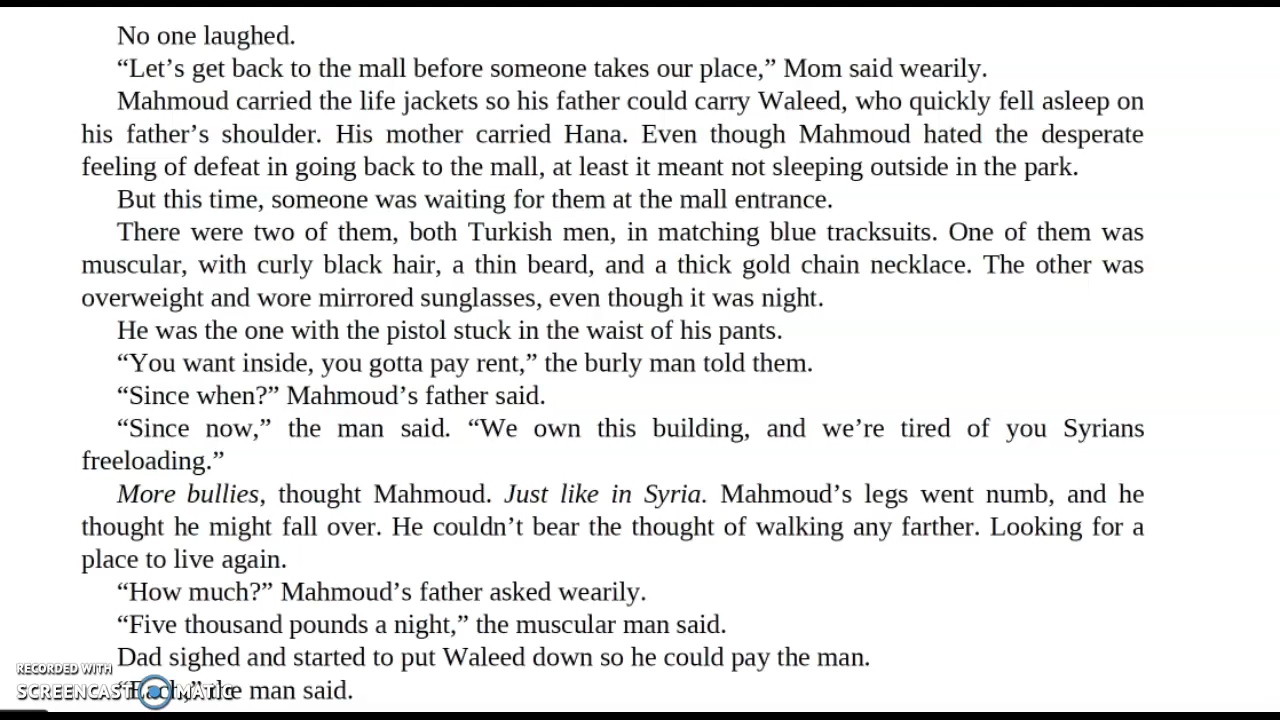 No one laughed.
“Let’s get back to the mall before someone takes our place,” Mom said wearily.
Mahmoud carried the life jackets so his father could carry Waleed, who quickly fell asleep on
his father’s shoulder. His mother carried Hana. Even though Mahmoud hated the desperate
feeling of defeat in going back to the mall, at least it meant not sleeping outside in the park.
But this time, someone was waiting for them at the mall entrance.
There were two of them, both Turkish men, in matching blue tracksuits. One of them was
muscular, with curly black hair, a thin beard, and a thick gold chain necklace. The other was
overweight and wore mirrored sunglasses, even though it was night.
He was the one with the pistol stuck in the waist of his pants.
“You want inside, you gotta pay rent,” the burly man told them.
“Since when?” Mahmoud’s father said.
“Since now,” the man said. “We own this building, and we’re tired of you Syrians
freeloading.”
More bullies, thought Mahmoud. Just like in Syria. Mahmoud’s legs went numb, and he
thought he might fall over. He couldn’t bear the thought of walking any farther. Looking for a
place to live again.
“How much?” Mahmoud’s father asked wearily.
“Five thousand pounds a night,” the muscular man said.
Dad sighed and started to put Waleed down so he could pay the man.
the man said.
RECORDED WITH
SCREENCAST-O-MATIC